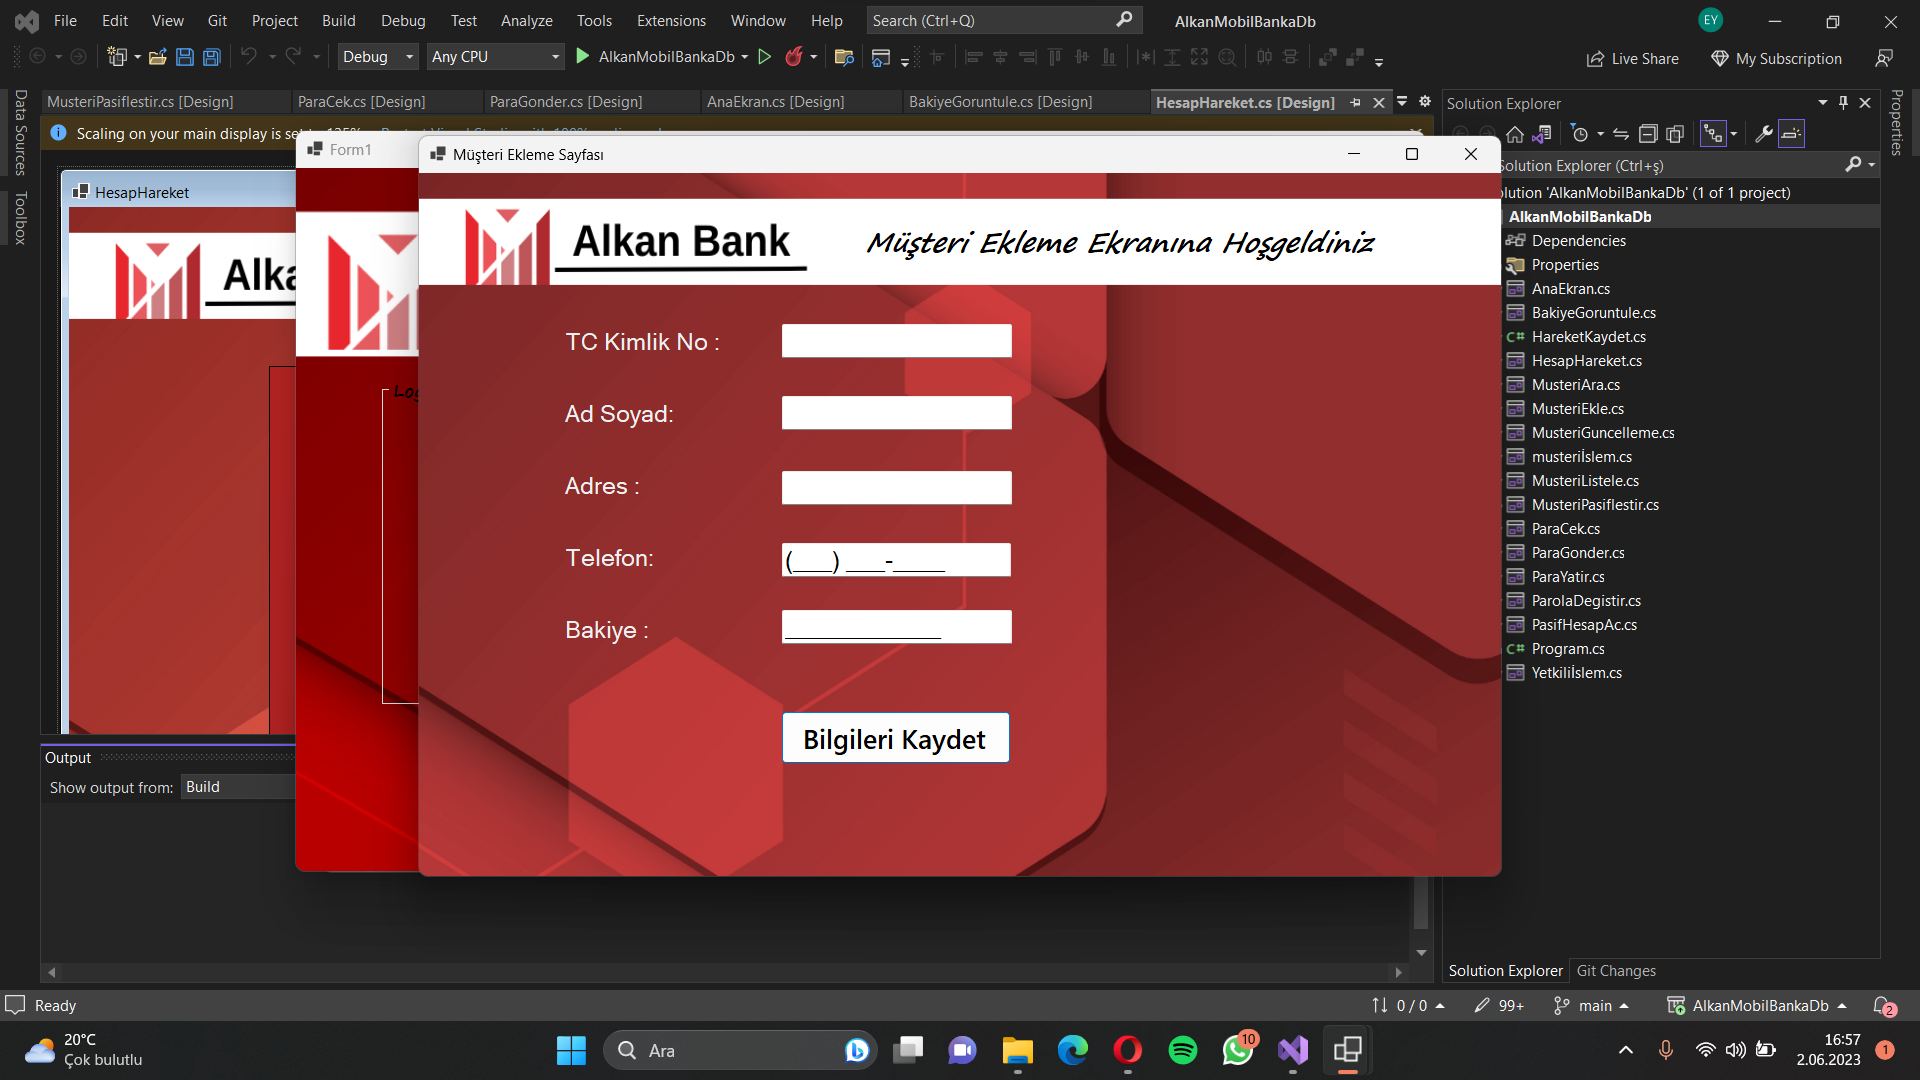 File Edit View Git Project Build Debug Test Analyze Tools Extensions Window Help Search (Ctrl+Q) AlkanMobilBankaDb EY
Debug Any CPU AlkanMobilBankaDb Live Share My Subscription
MusteriPasiflestir.cs [Design] ParaCek.cs [Design] ParaGonder.cs [Design] AnaEkran.cs [Design] BakiyeGoruntule.cs [Design] HesapHareket.cs [Design]
Data Sources
Toolbox
Scaling on your main display is set
HesapHareket
Alka
Form1
Müşteri Ekleme Sayfası
Alkan Bank
Müşteri Ekleme Ekranına Hoşgeldiniz
TC Kimlik No :
Ad Soyad:
Adres :
Telefon:
(___) ___-____
Bakiye :
____________
Bilgileri Kaydet
Output
Show output from: Build
Solution Explorer
Properties
Solution Explorer (Ctrl+ş)
olution 'AlkanMobilBankaDb' (1 of 1 project)
AlkanMobilBankaDb
Dependencies
Properties
AnaEkran.cs
BakiyeGoruntule.cs
C# HareketKaydet.cs
HesapHareket.cs
MusteriAra.cs
MusteriEkle.cs
MusteriGuncelleme.cs
musteriİslem.cs
MusteriListele.cs
MusteriPasiflestir.cs
ParaCek.cs
ParaGonder.cs
ParaYatir.cs
ParolaDegistir.cs
PasifHesapAc.cs
C# Program.cs
Yetkiliİslem.cs
Solution Explorer Git Changes
Ready 0 / 0 99+ main AlkanMobilBankaDb 2
20°C
Çok bulutlu
Ara
10
16:57
2.06.2023
1